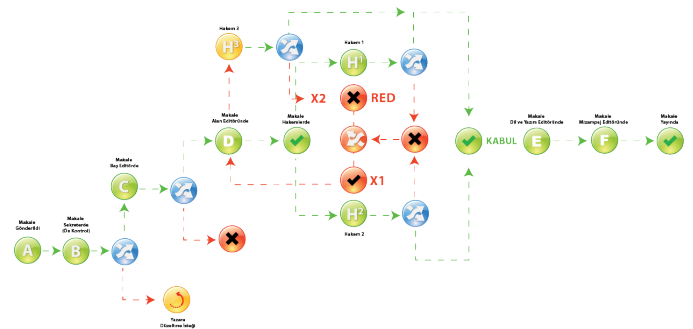 Hakem 3
H³
Hakem 1
H¹
X2
RED
Makale
Alan Editöründe
D
Makale
Hakemlerde
KABUL
Makale
Dil ve Yazım Editöründe
E
Makale
Mizanpaj Editöründe
F
Makale
Yayında
Makale
Baş Editörde
C
X1
H²
Hakem 2
Makale
Gönderildi
A
Makale
Sekreterde
(Ön Kontrol)
B
Yazara
Düzeltme İsteği